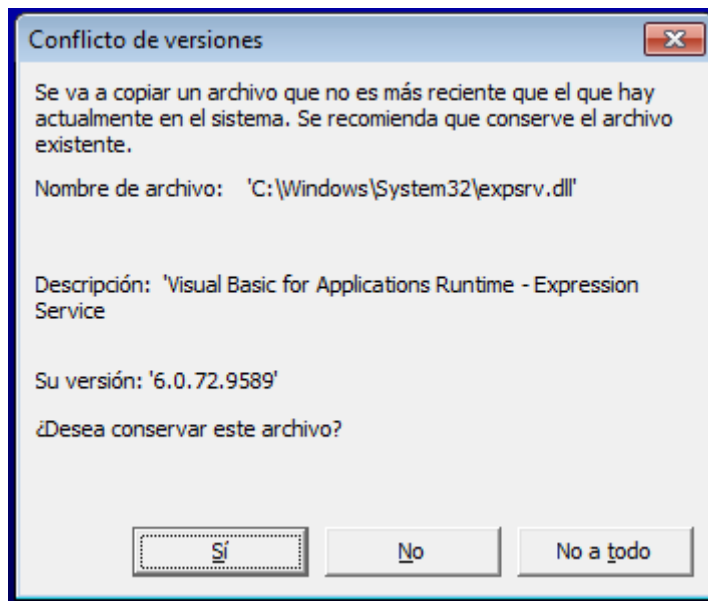 Conflicto de versiones
Se va a copiar un archivo que no es más reciente que el que hay
actualmente en el sistema. Se recomienda que conserve el archivo
existente.
Nombre de archivo: 'C:\Windows\System32\expsrv.dll'
Descripción: 'Visual Basic for Applications Runtime - Expression
Service
Su versión: '6.0.72.9589'
¿Desea conservar este archivo?
Sí No No a todo